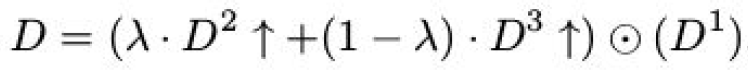 D = (λ · D² ↑ +(1 − λ) · D³ ↑) ⊙ (D¹)